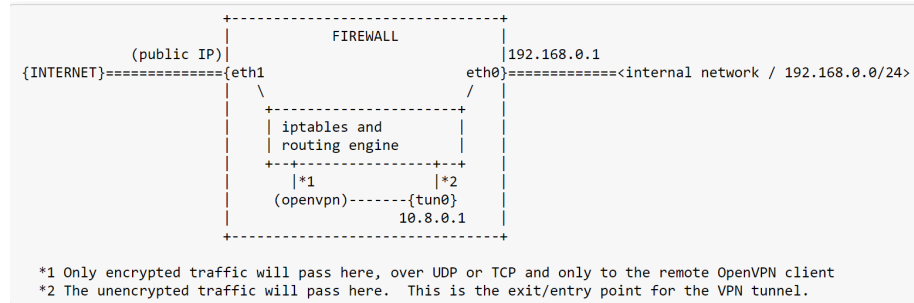 FIREWALL
(public IP)| |192.168.0.1
{INTERNET}=============={eth1 eth0}=============<internal network / 192.168.0.0/24>
iptables and
routing engine
|*1 |*2
(openvpn)-------{tun0}
10.8.0.1
*1 Only encrypted traffic will pass here, over UDP or TCP and only to the remote OpenVPN client
*2 The unencrypted traffic will pass here.  This is the exit/entry point for the VPN tunnel.